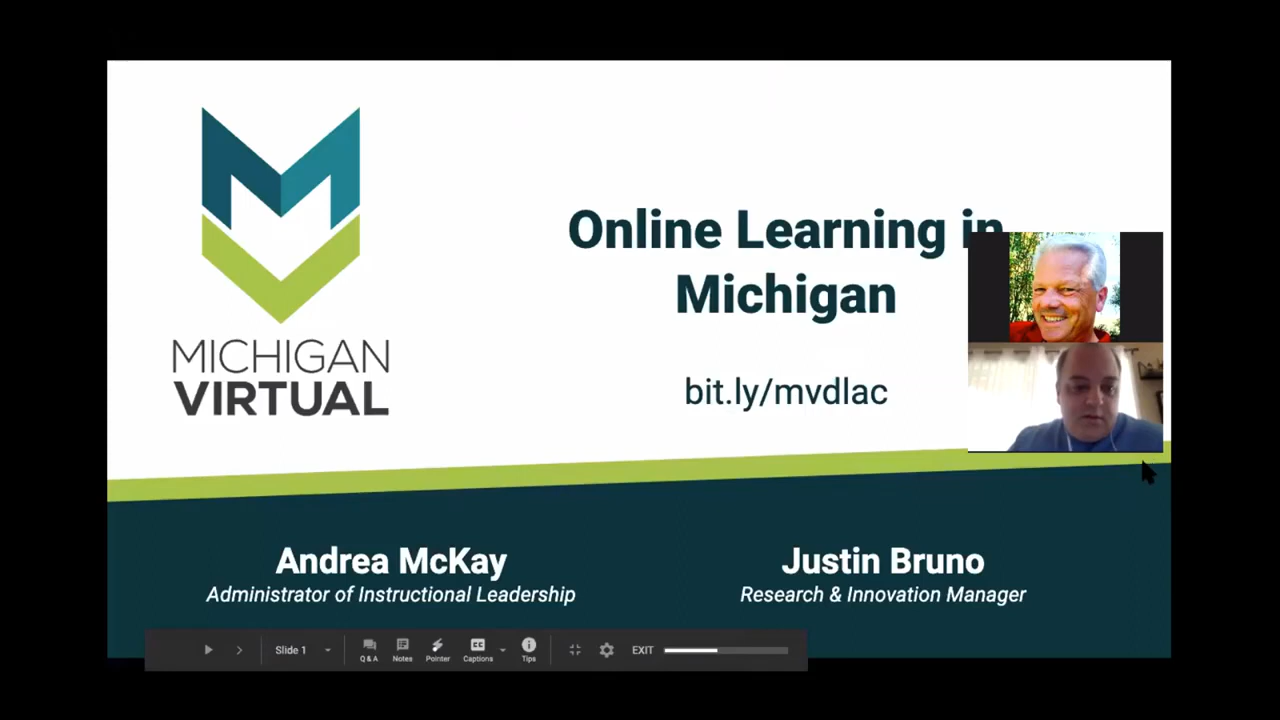 MICHIGAN
VIRTUAL
Online Learning in
Michigan
bit.ly/mvdlac
Andrea McKay
Administrator of Instructional Leadership
Justin Bruno
Research & Innovation Manager
Slide 1
Q & A
Notes
Pointer
CC
Captions
Tips
EXIT